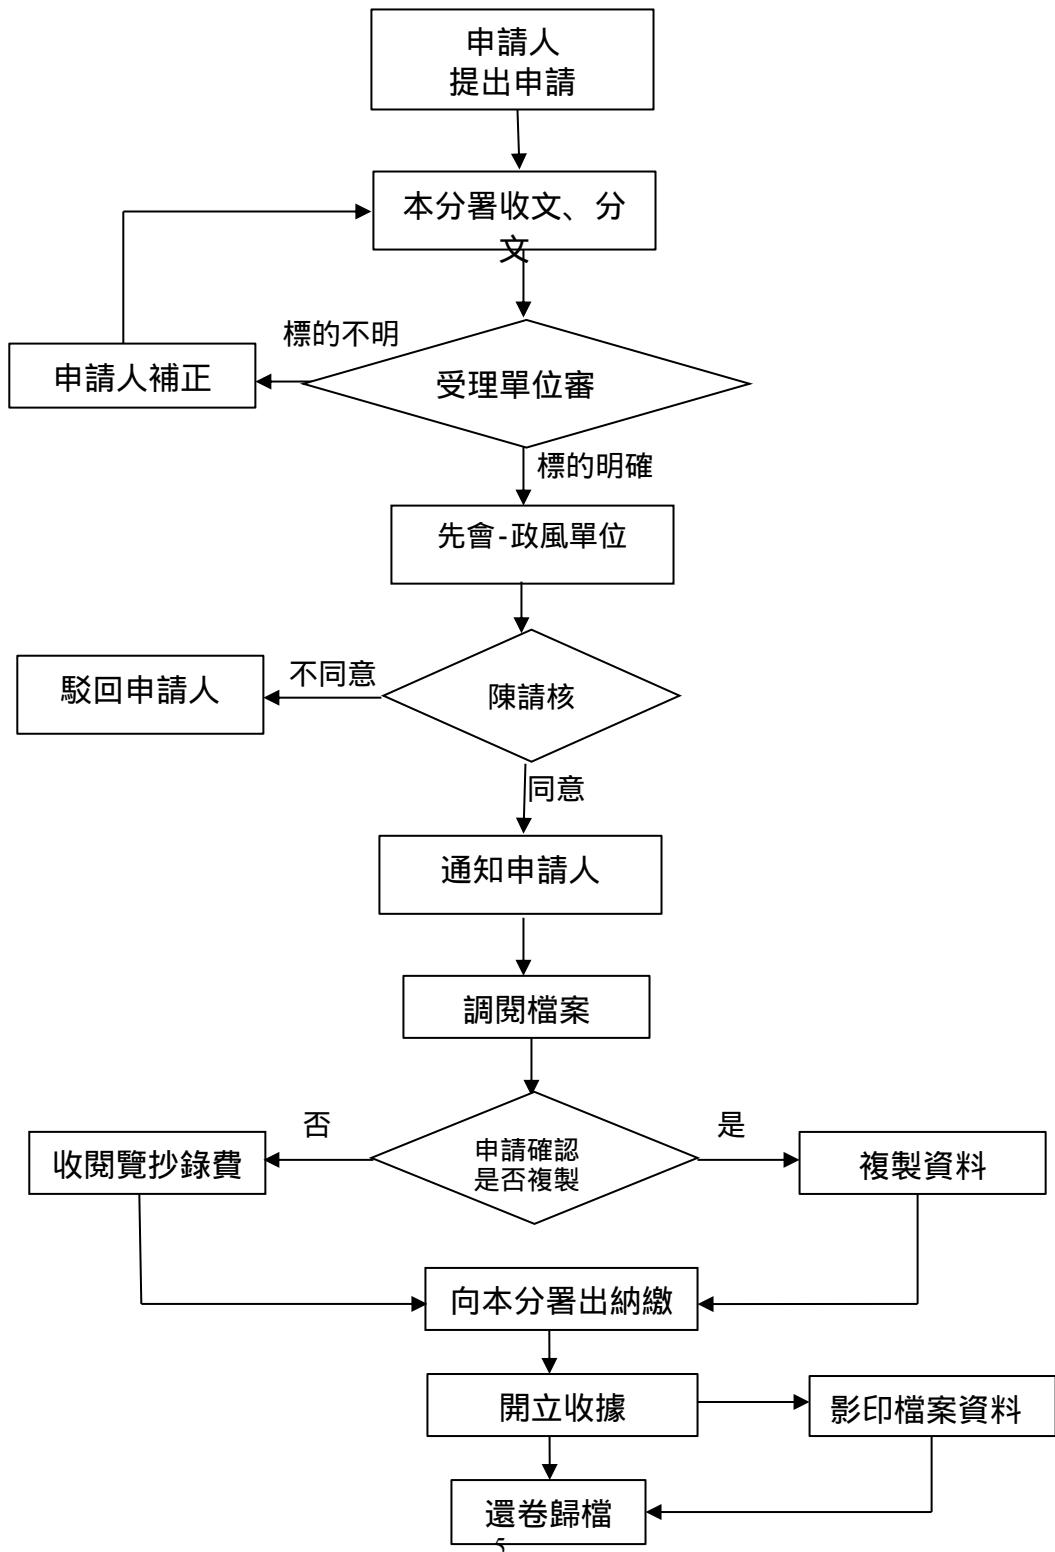 申請人
提出申請
本分署收文、分
文
標的不明
申請人補正
受理單位審
標的明確
先會-政風單位
不同意
駁回申請人
陳請核
同意
通知申請人
調閱檔案
否
是
收閱覽抄錄費
申請確認
是否複製
複製資料
向本分署出納繳
開立收據
影印檔案資料
還卷歸檔
5